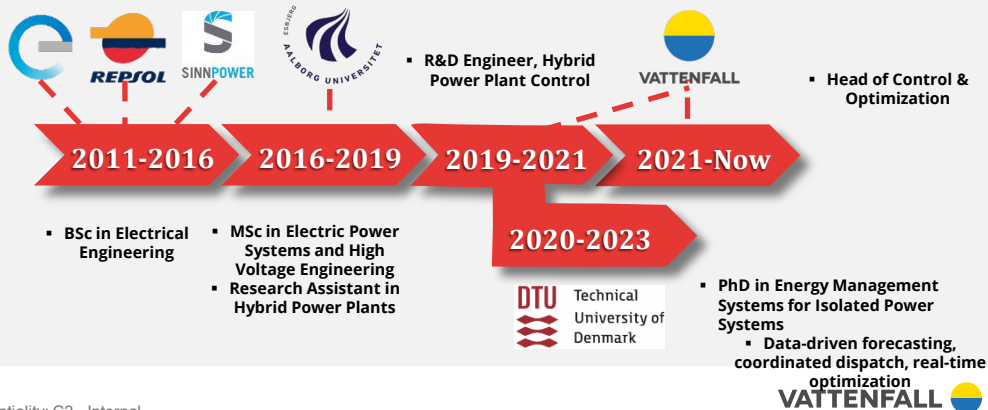 REPSOL
SINNPOWER
ESBJERG
AALBORG UNIVERSITET
▪ R&D Engineer, Hybrid
Power Plant Control
VATTENFALL
▪ Head of Control &
Optimization
2011-2016
2016-2019
2019-2021
2021-Now
▪ BSc in Electrical
Engineering
▪ MSc in Electric Power
Systems and High
Voltage Engineering
▪ Research Assistant in
Hybrid Power Plants
2020-2023
DTU
Technical
University of
Denmark
▪ PhD in Energy Management
Systems for Isolated Power
Systems
▪ Data-driven forecasting,
coordinated dispatch, real-time
optimization
VATTENFALL
entiality: C2 - Internal